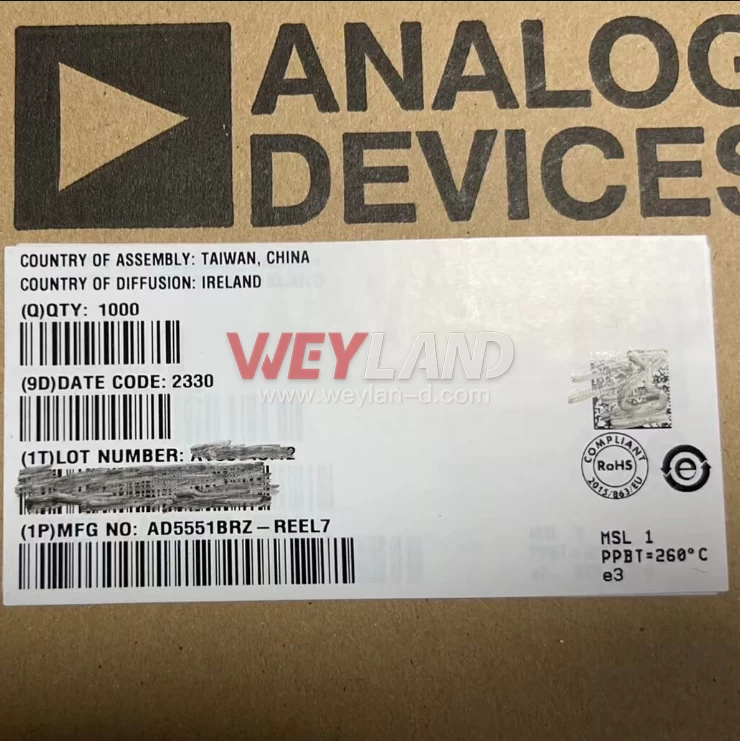 ANALOG
DEVICES
COUNTRY OF ASSEMBLY: TAIWAN, CHINA
COUNTRY OF DIFFUSION: IRELAND
(Q)QTY: 1000
WEYLAND
(9D)DATE CODE: 2330
www.weylan-d.com
(1T)LOT NUMBER:
COMPLIANT
RoHS
2015/863/EU
e
(1P)MFG NO: AD5551BRZ-REEL7
MSL 1
PPBT=260°C
e3